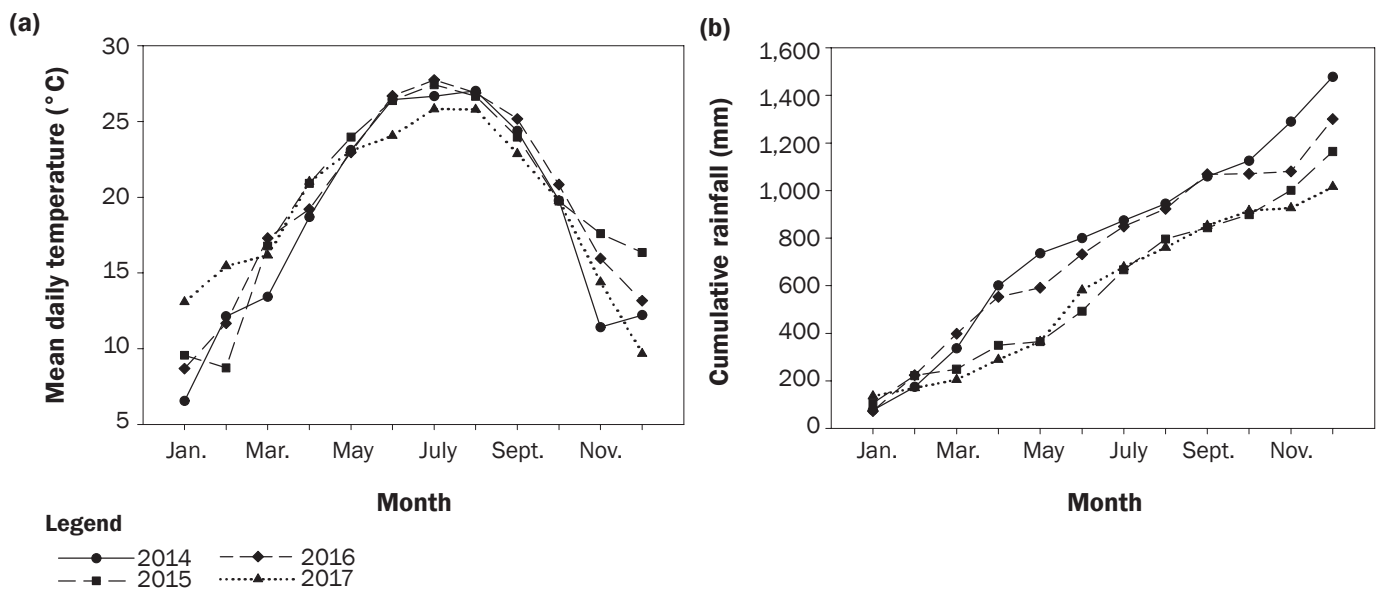 (a)
30
25
20
15
10
5
Mean daily temperature (°C)
Jan. Mar. May July Sept. Nov.
Month
(b)
1,600
1,400
1,200
1,000
800
600
400
200
0
Cumulative rainfall (mm)
Jan. Mar. May July Sept. Nov.
Month
Legend
2014 2016
2015 2017